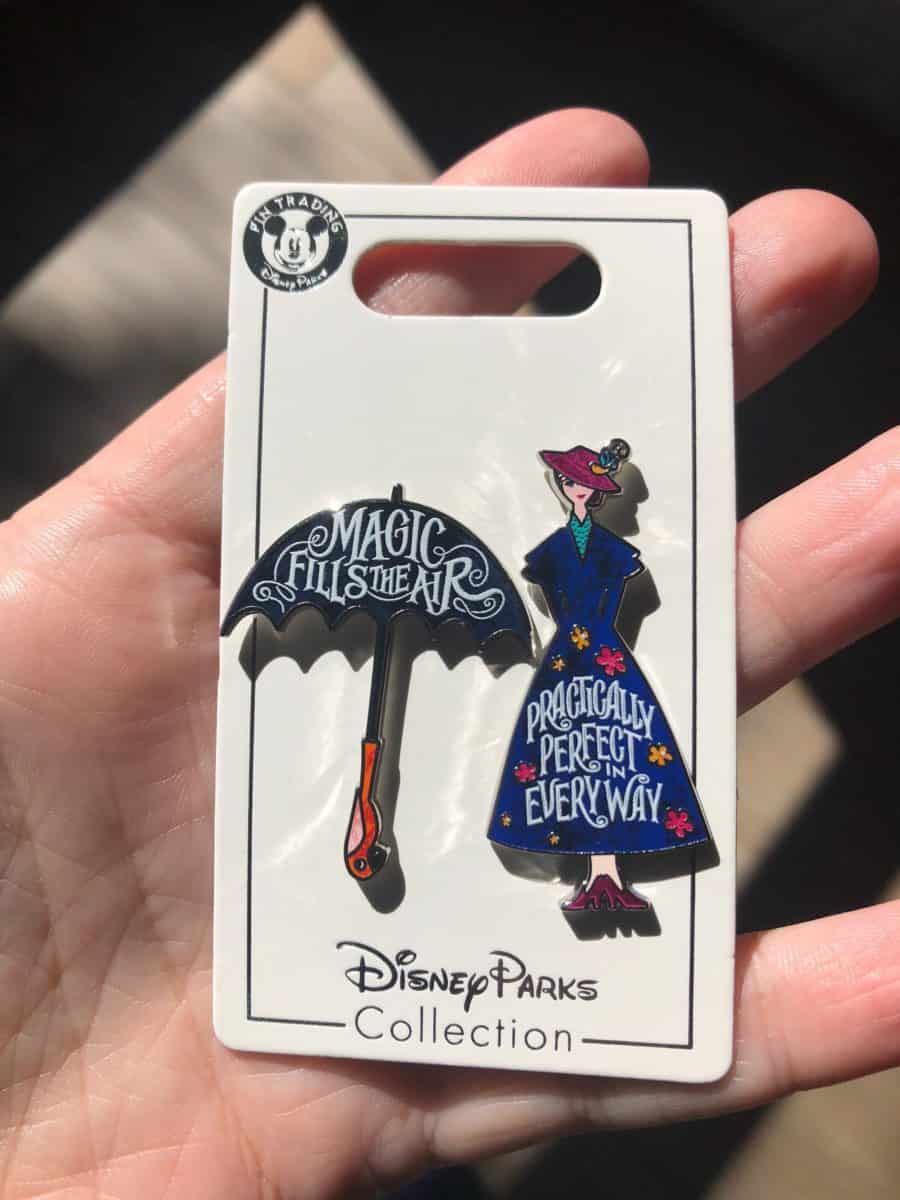 PIN TRADING
Disney Parks
MAGIC
FILLS THE AIR
PRACTICALLY
PERFECT
IN
EVERY WAY
Disney Parks
Collection